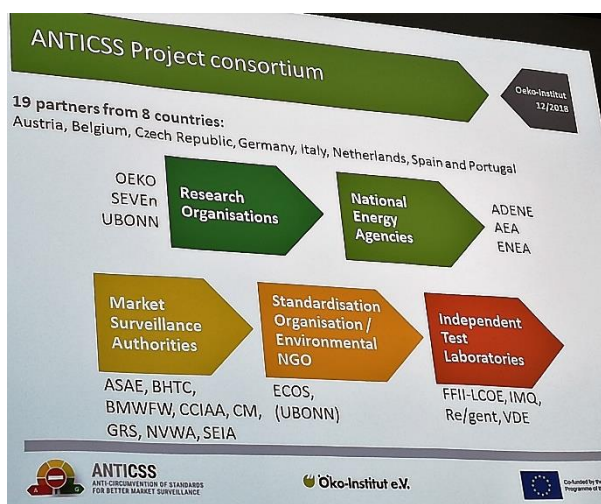 ANTICSS Project consortium
Oeko-Institut
12/2018
19 partners from 8 countries:
Austria, Belgium, Czech Republic, Germany, Italy, Netherlands, Spain and Portugal
OEKO
SEVEn
UBONN
Research
Organisations
National
Energy
Agencies
ADENE
AEA
ENEA
Market
Surveillance
Authorities
Standardisation
Organisation /
Environmental
NGO
Independent
Test
Laboratories
ASAE, BHTC,
BMWFW, CCIAA, CM,
GRS, NVWA, SEIA
ECOS,
(UBONN)
FFII-LCOE, IMQ,
Re/gent, VDE
A G
ANTICSS
ANTI-CIRCUMVENTION OF STANDARDS
FOR BETTER MARKET SURVEILLANCE
Öko-Institut e.V.
Co-funded by the
Programme of the